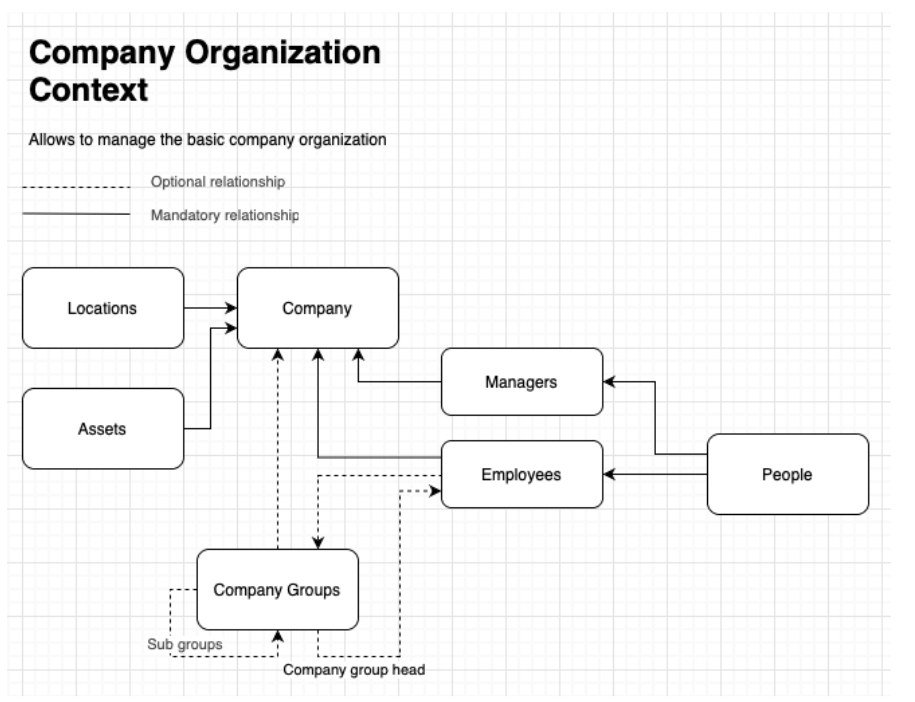 Company Organization
Context
Allows to manage the basic company organization
Optional relationship
Mandatory relationship
Locations
Company
Managers
Assets
People
Employees
Company Groups
Sub groups
Company group head